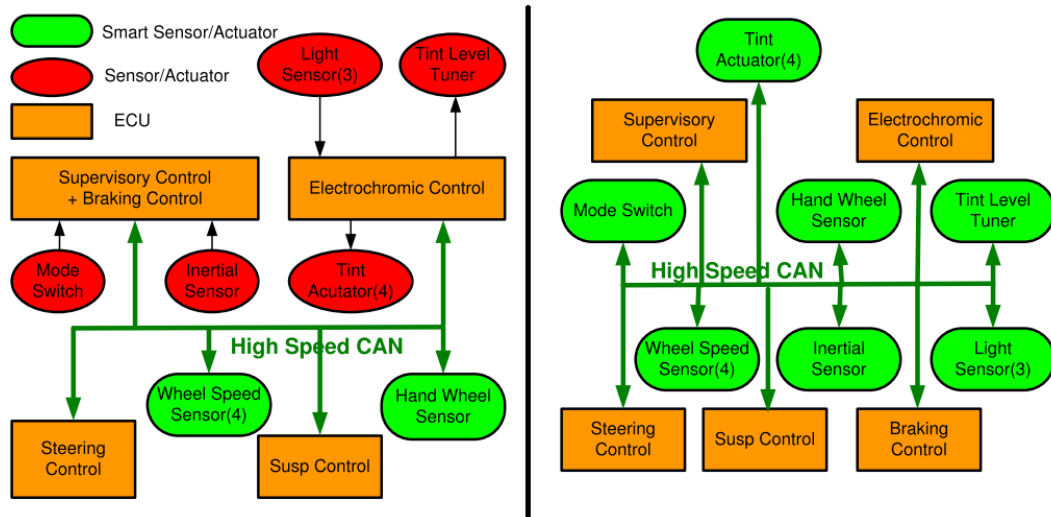 Smart Sensor/Actuator
Sensor/Actuator
ECU
Light
Sensor(3)
Tint Level
Tuner
Supervisory Control
+ Braking Control
Electrochromic Control
Mode
Switch
Inertial
Sensor
Tint
Acutator(4)
High Speed CAN
Wheel Speed
Sensor(4)
Hand Wheel
Sensor
Steering
Control
Susp Control
Tint
Actuator(4)
Supervisory
Control
Electrochromic
Control
Mode Switch
Hand Wheel
Sensor
Tint Level
Tuner
High Speed CAN
Wheel Speed
Sensor(4)
Inertial
Sensor
Light
Sensor(3)
Steering
Control
Susp Control
Braking
Control